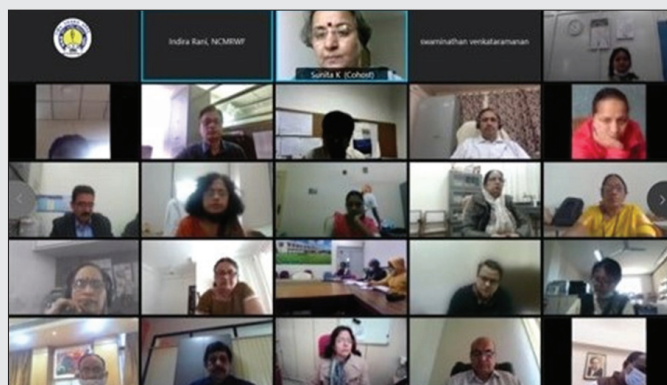 Indira Rani, NCMRWF
swaminathan venkataramanan
Sunita K (Cohost)